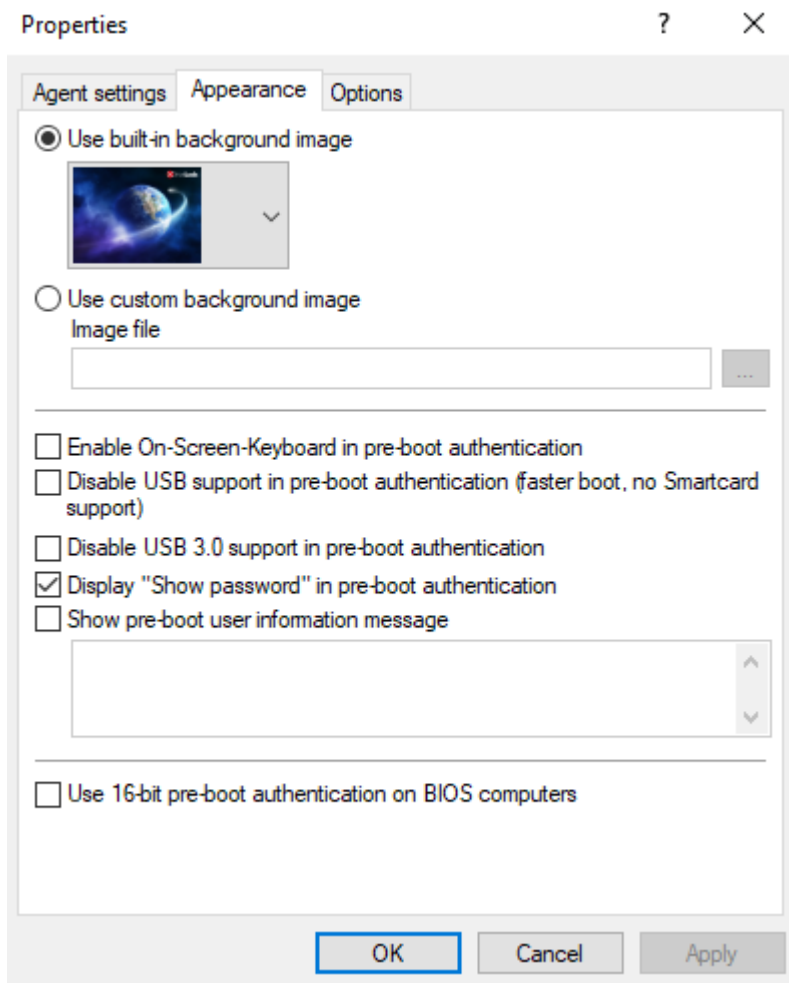 Properties
?
Agent settings
Appearance
Options
Use built-in background image
Use custom background image
Image file
...
Enable On-Screen-Keyboard in pre-boot authentication
Disable USB support in pre-boot authentication (faster boot, no Smartcard
support)
Disable USB 3.0 support in pre-boot authentication
Display "Show password" in pre-boot authentication
Show pre-boot user information message
Use 16-bit pre-boot authentication on BIOS computers
OK
Cancel
Apply